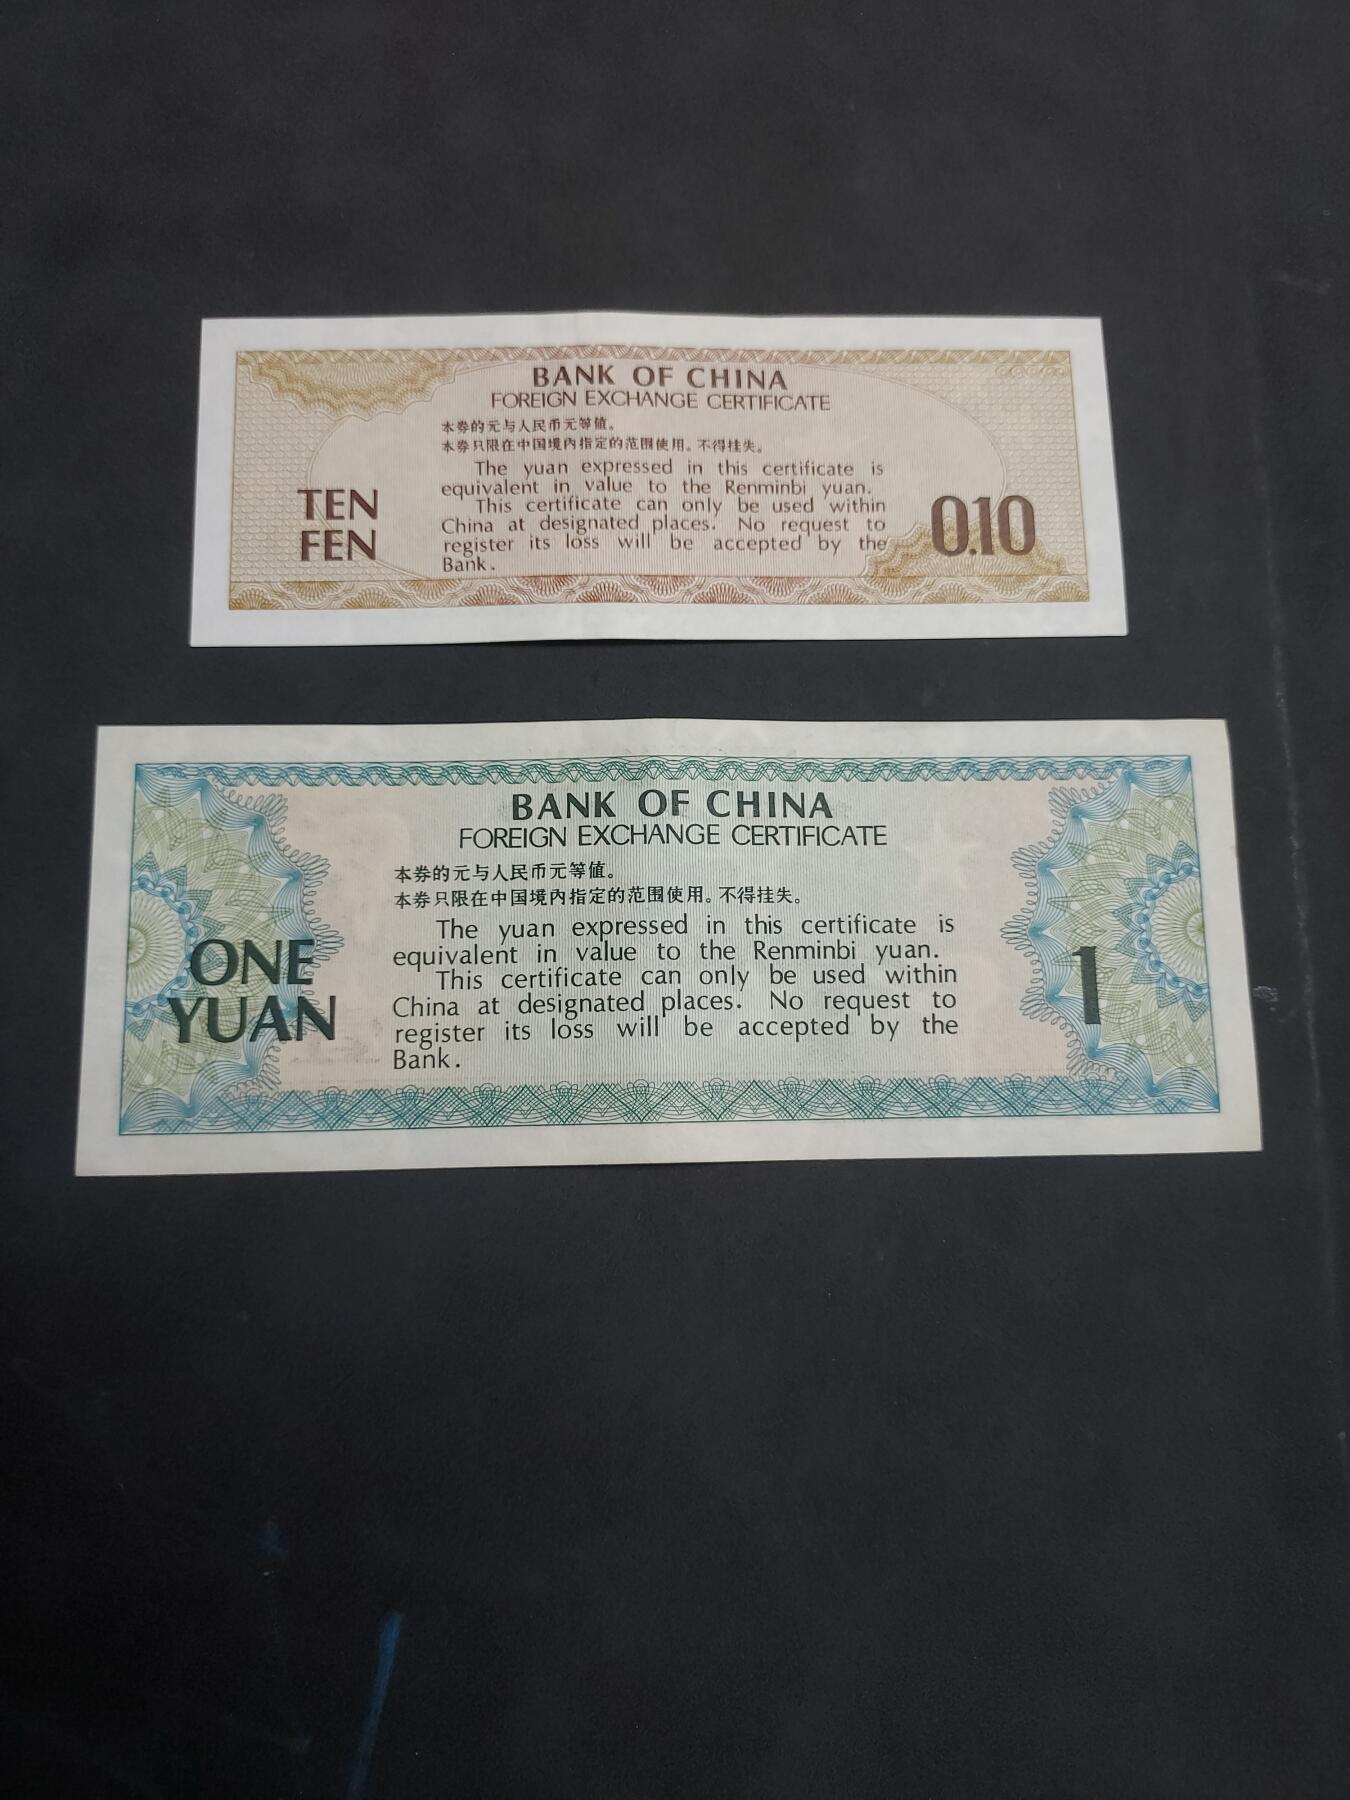 BANK OF CHINA
FOREIGN EXCHANGE CERTIFICATE
本券的元与人民币元等值。
本券只限在中国境内指定的范围使用。不得挂失。
The yuan expressed in this certificate is
equivalent in value to the Renminbi yuan.
This certificate can only be used within
China at designated places. No request to
register its loss will be accepted by the
Bank.
TEN
FEN
0.10
BANK OF CHINA
FOREIGN EXCHANGE CERTIFICATE
本券的元与人民币元等值。
本券只限在中国境内指定的范围使用。不得挂失。
The yuan expressed in this certificate is
equivalent in value to the Renminbi yuan.
This certificate can only be used within
China at designated places. No request to
register its loss will be accepted by the
Bank.
ONE
YUAN
1